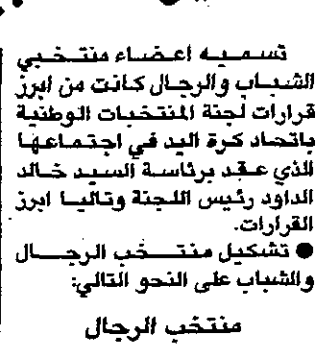 تسميه اعضاء منتخبي
الشباب والرجال كانت من ابرز
قرارات لجنة المنتخبات الوطنية
باتحاد كرة اليد في اجتماعها
الذي عقد برئاسة السيد خالد
الداود رئيس اللجنة وتاليا ابرز
القرارات.
● تشكيل منتخب الرجال
والشباب على النحو التالي:
منتخب الرجال